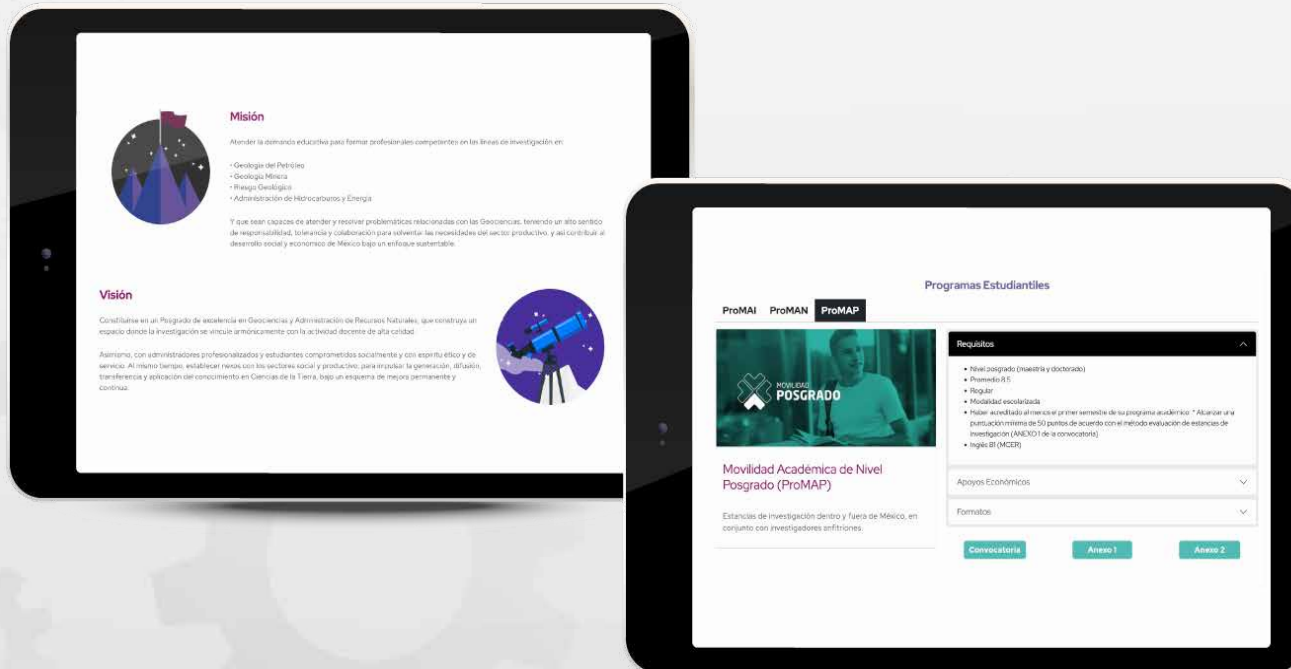 Misión
Atender la demanda educativa para formar profesionales competentes en las líneas de investigación en:
• Geología del Petróleo
• Geología Minera
• Riesgo Geológico
• Administración de Hidrocarburos y Energía
Y que sean capaces de atender y resolver problemáticas relacionadas con las Geociencias, teniendo un alto sentido
de responsabilidad, tolerancia y colaboración para solventar las necesidades del sector productivo, y así contribuir al
desarrollo social y economico de México bajo un enfoque sustentable.
Visión
Constituirse en un Posgrado de excelencia en Geociencias y Administración de Recursos Naturales, que construya un
espacio donde la investigación se vincule armónicamente con la actividad docente de alta calidad.
Asimismo, con administradores profesionalizados y estudiantes comprometidos socialmente y con espíritu ético y de
servicio. Al mismo tiempo, establecer nexos con los sectores social y productivo, para impulsar la generación, difusión,
transferencia y aplicación del conocimiento en Ciencias de la Tierra, bajo un esquema de mejora permanente y
continua.
Programas Estudiantiles
ProMAI ProMAN ProMAP
MOVILIDAD
POSGRADO
Movilidad Académica de Nivel
Posgrado (ProMAP)
Estancias de investigación dentro y fuera de México, en
conjunto con investigadores anfitriones.
Requisitos
• Nivel posgrado (maestría y doctorado)
• Promedio 8.5
• Regular
• Modalidad escolarizada
• Haber acreditado al menos el primer semestre de su programa académico * Alcanzar una
puntuación mínima de 50 puntos de acuerdo con el método evaluación de estancias de
investigación (ANEXO 1 de la convocatoria)
• Inglés B1 (MCER)
Apoyos Económicos
Formatos
Convocatoria
Anexo 1
Anexo 2